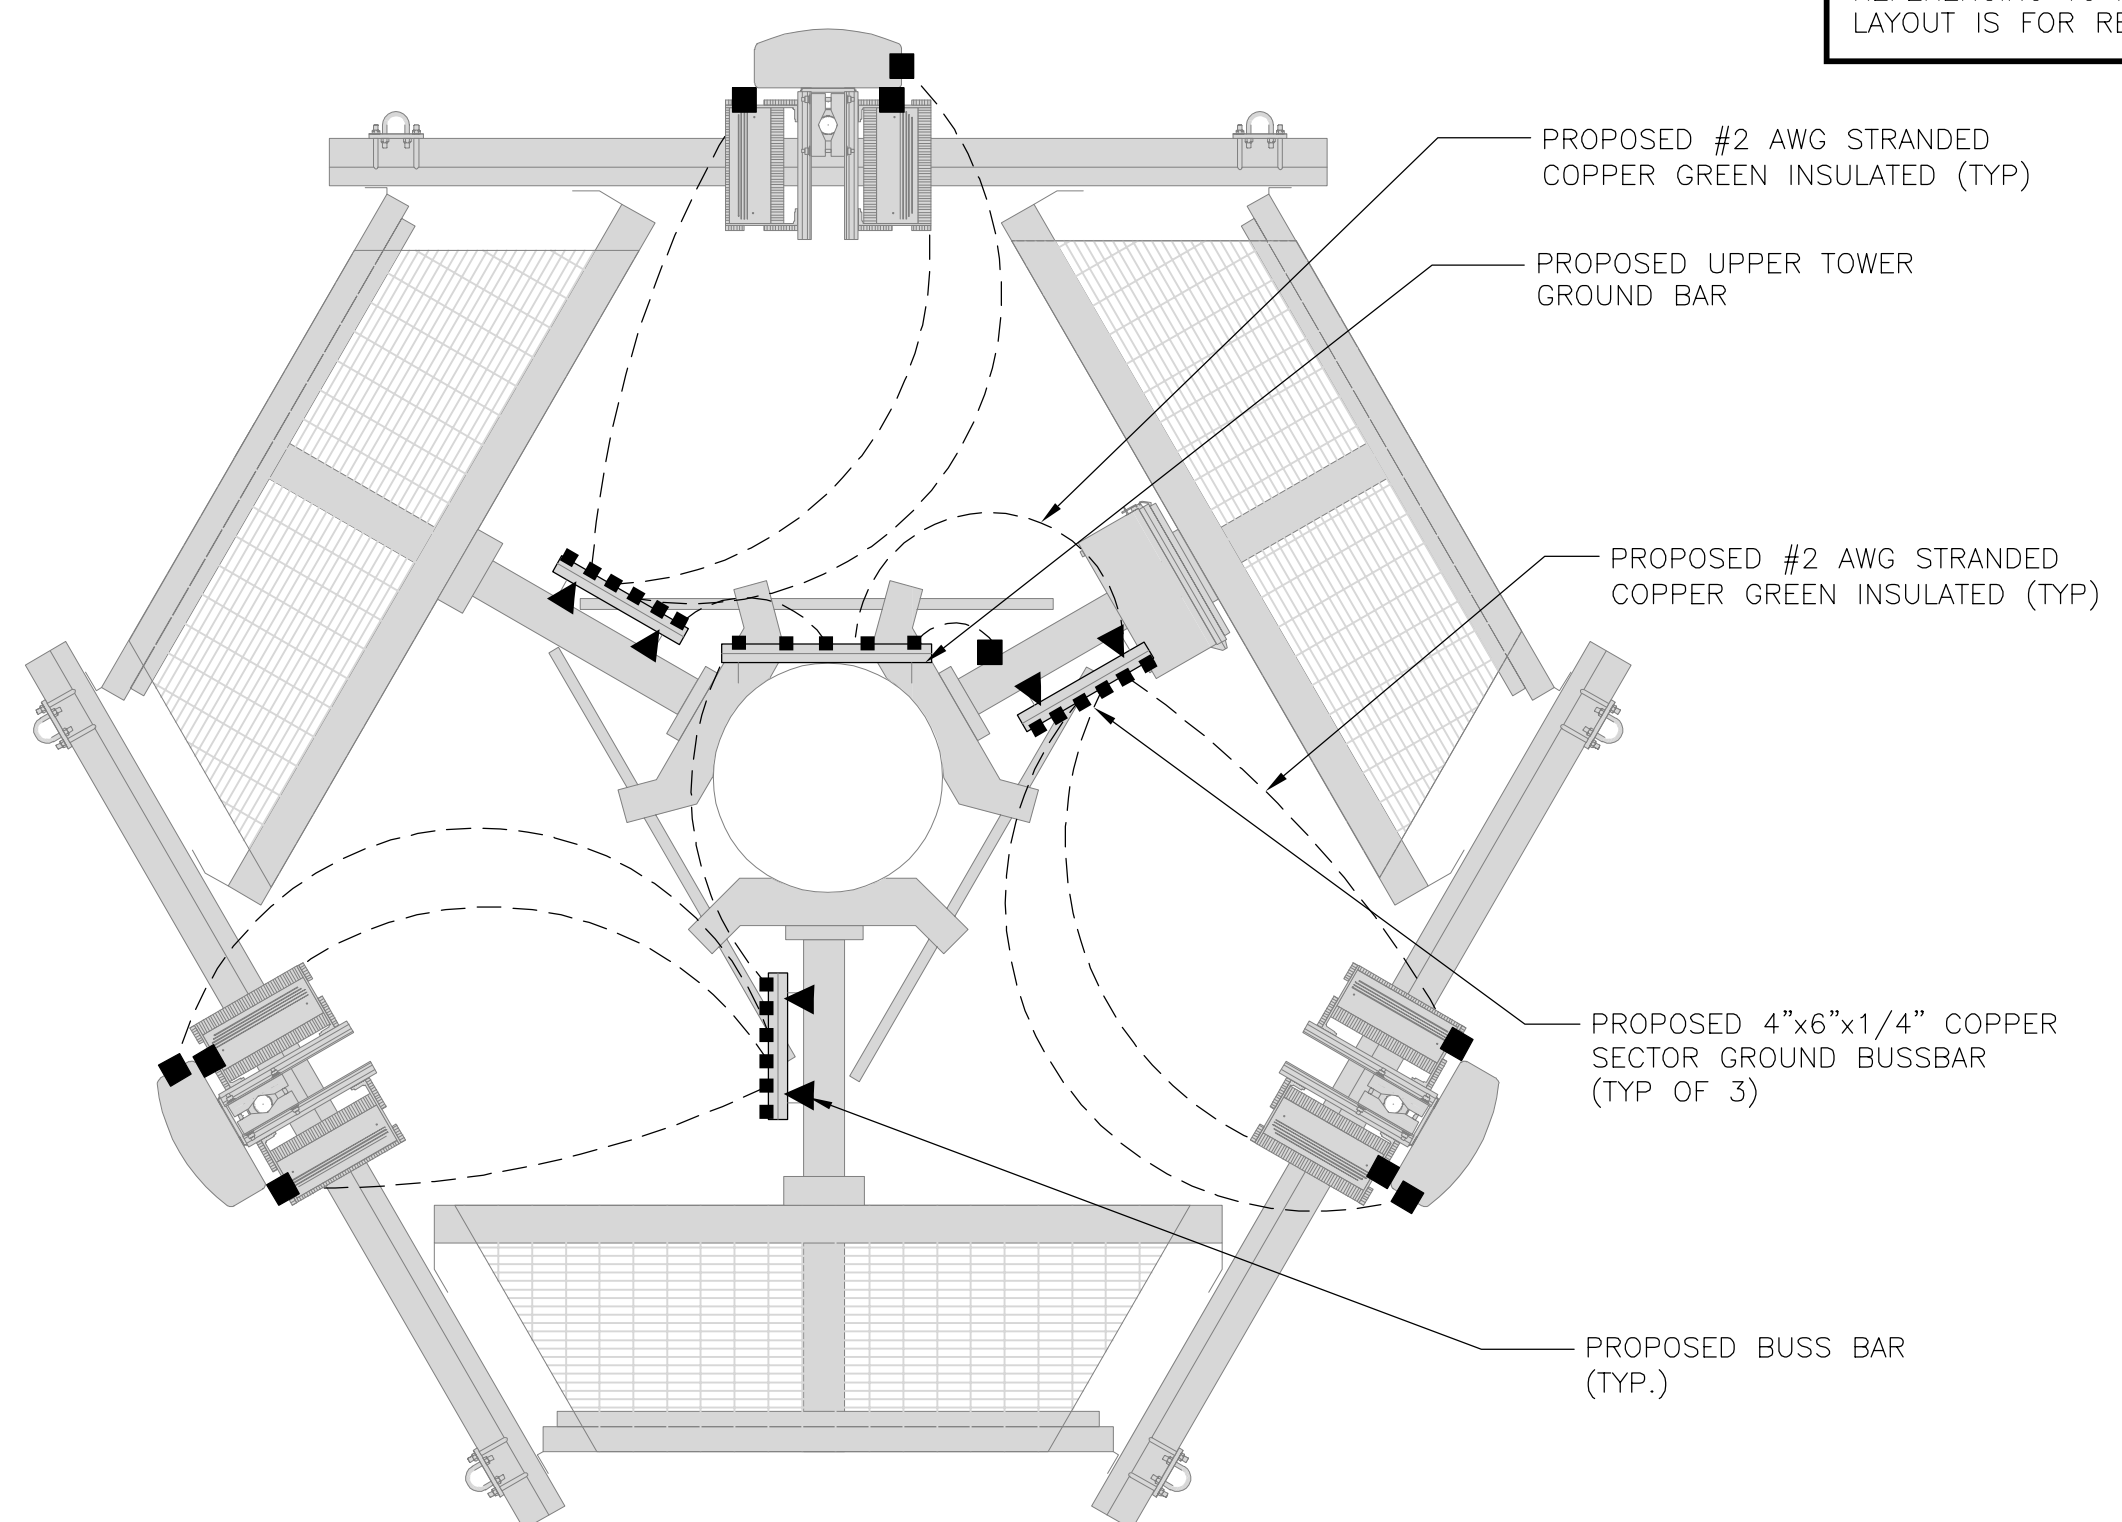 LAYOUT IS FOR
PROPOSED #2 AWG STRANDED
COPPER GREEN INSULATED (TYP)
PROPOSED UPPER TOWER
GROUND BAR
PROPOSED #2 AWG STRANDED
COPPER GREEN INSULATED (TYP)
PROPOSED 4”x6”x1/4” COPPER
SECTOR GROUND BUSSBAR
(TYP OF 3)
PROPOSED BUSS BAR
(TYP.)